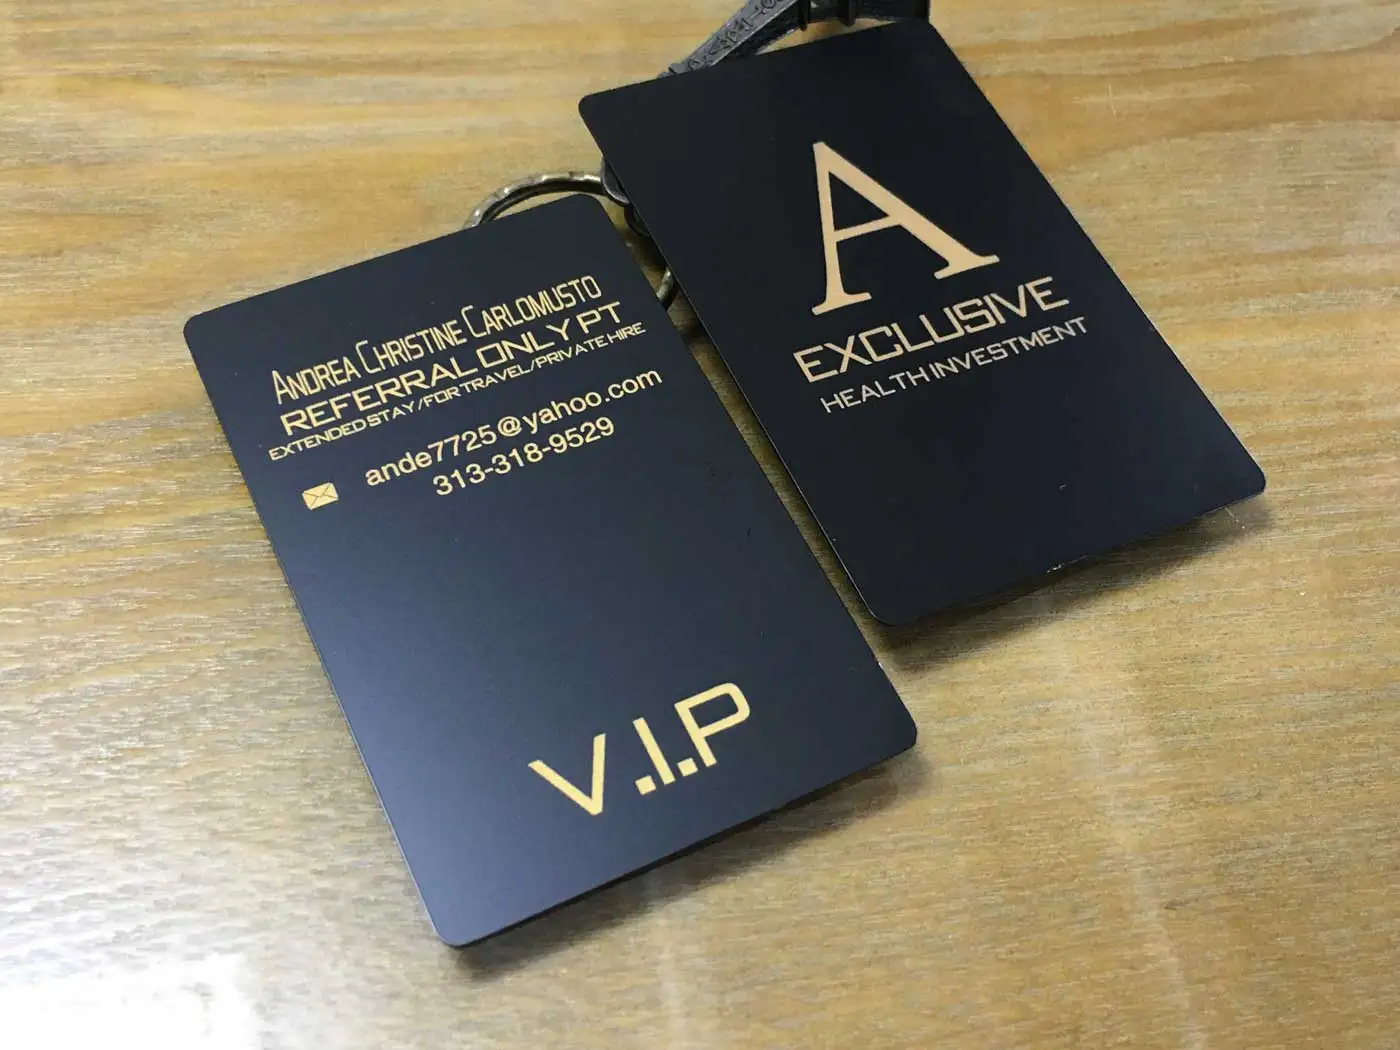 Andrea Christine Carlomusto
REFERRAL ONLY PT
EXTENDED STAY/FOR TRAVEL/PRIVATE HIRE
ande7725@yahoo.com
313-318-9529
V.I.P
A
EXCLUSIVE
HEALTH INVESTMENT